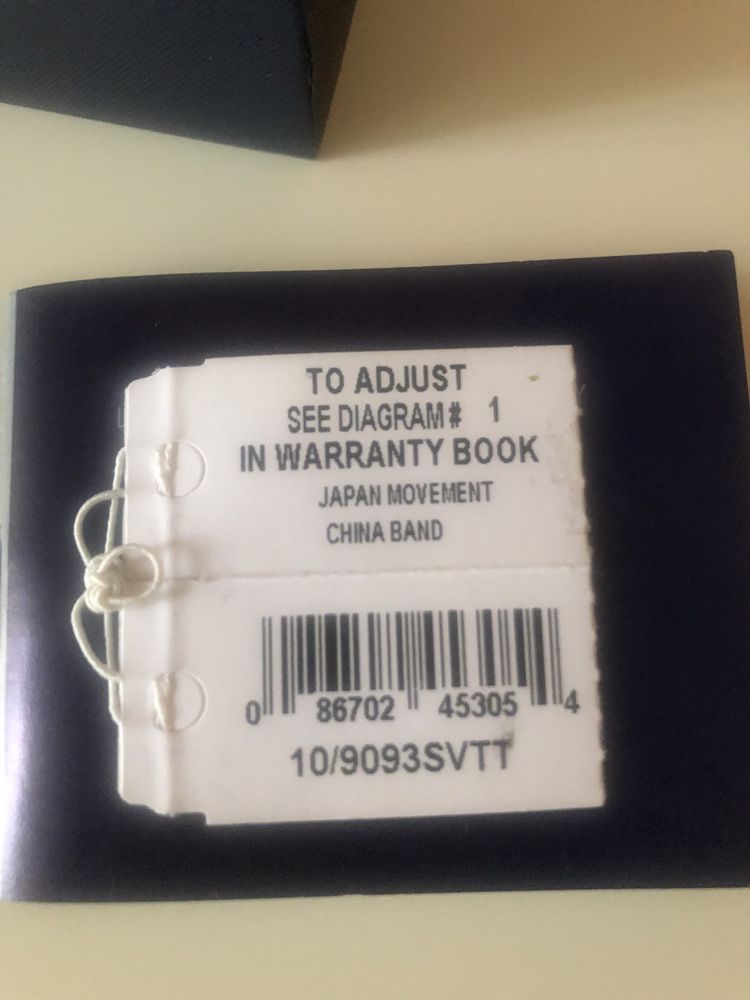 TO ADJUST
SEE DIAGRAM# 1
IN WARRANTY BOOK
JAPAN MOVEMENT
CHINA BAND
0 86702 45305 4
10/9093SVTT